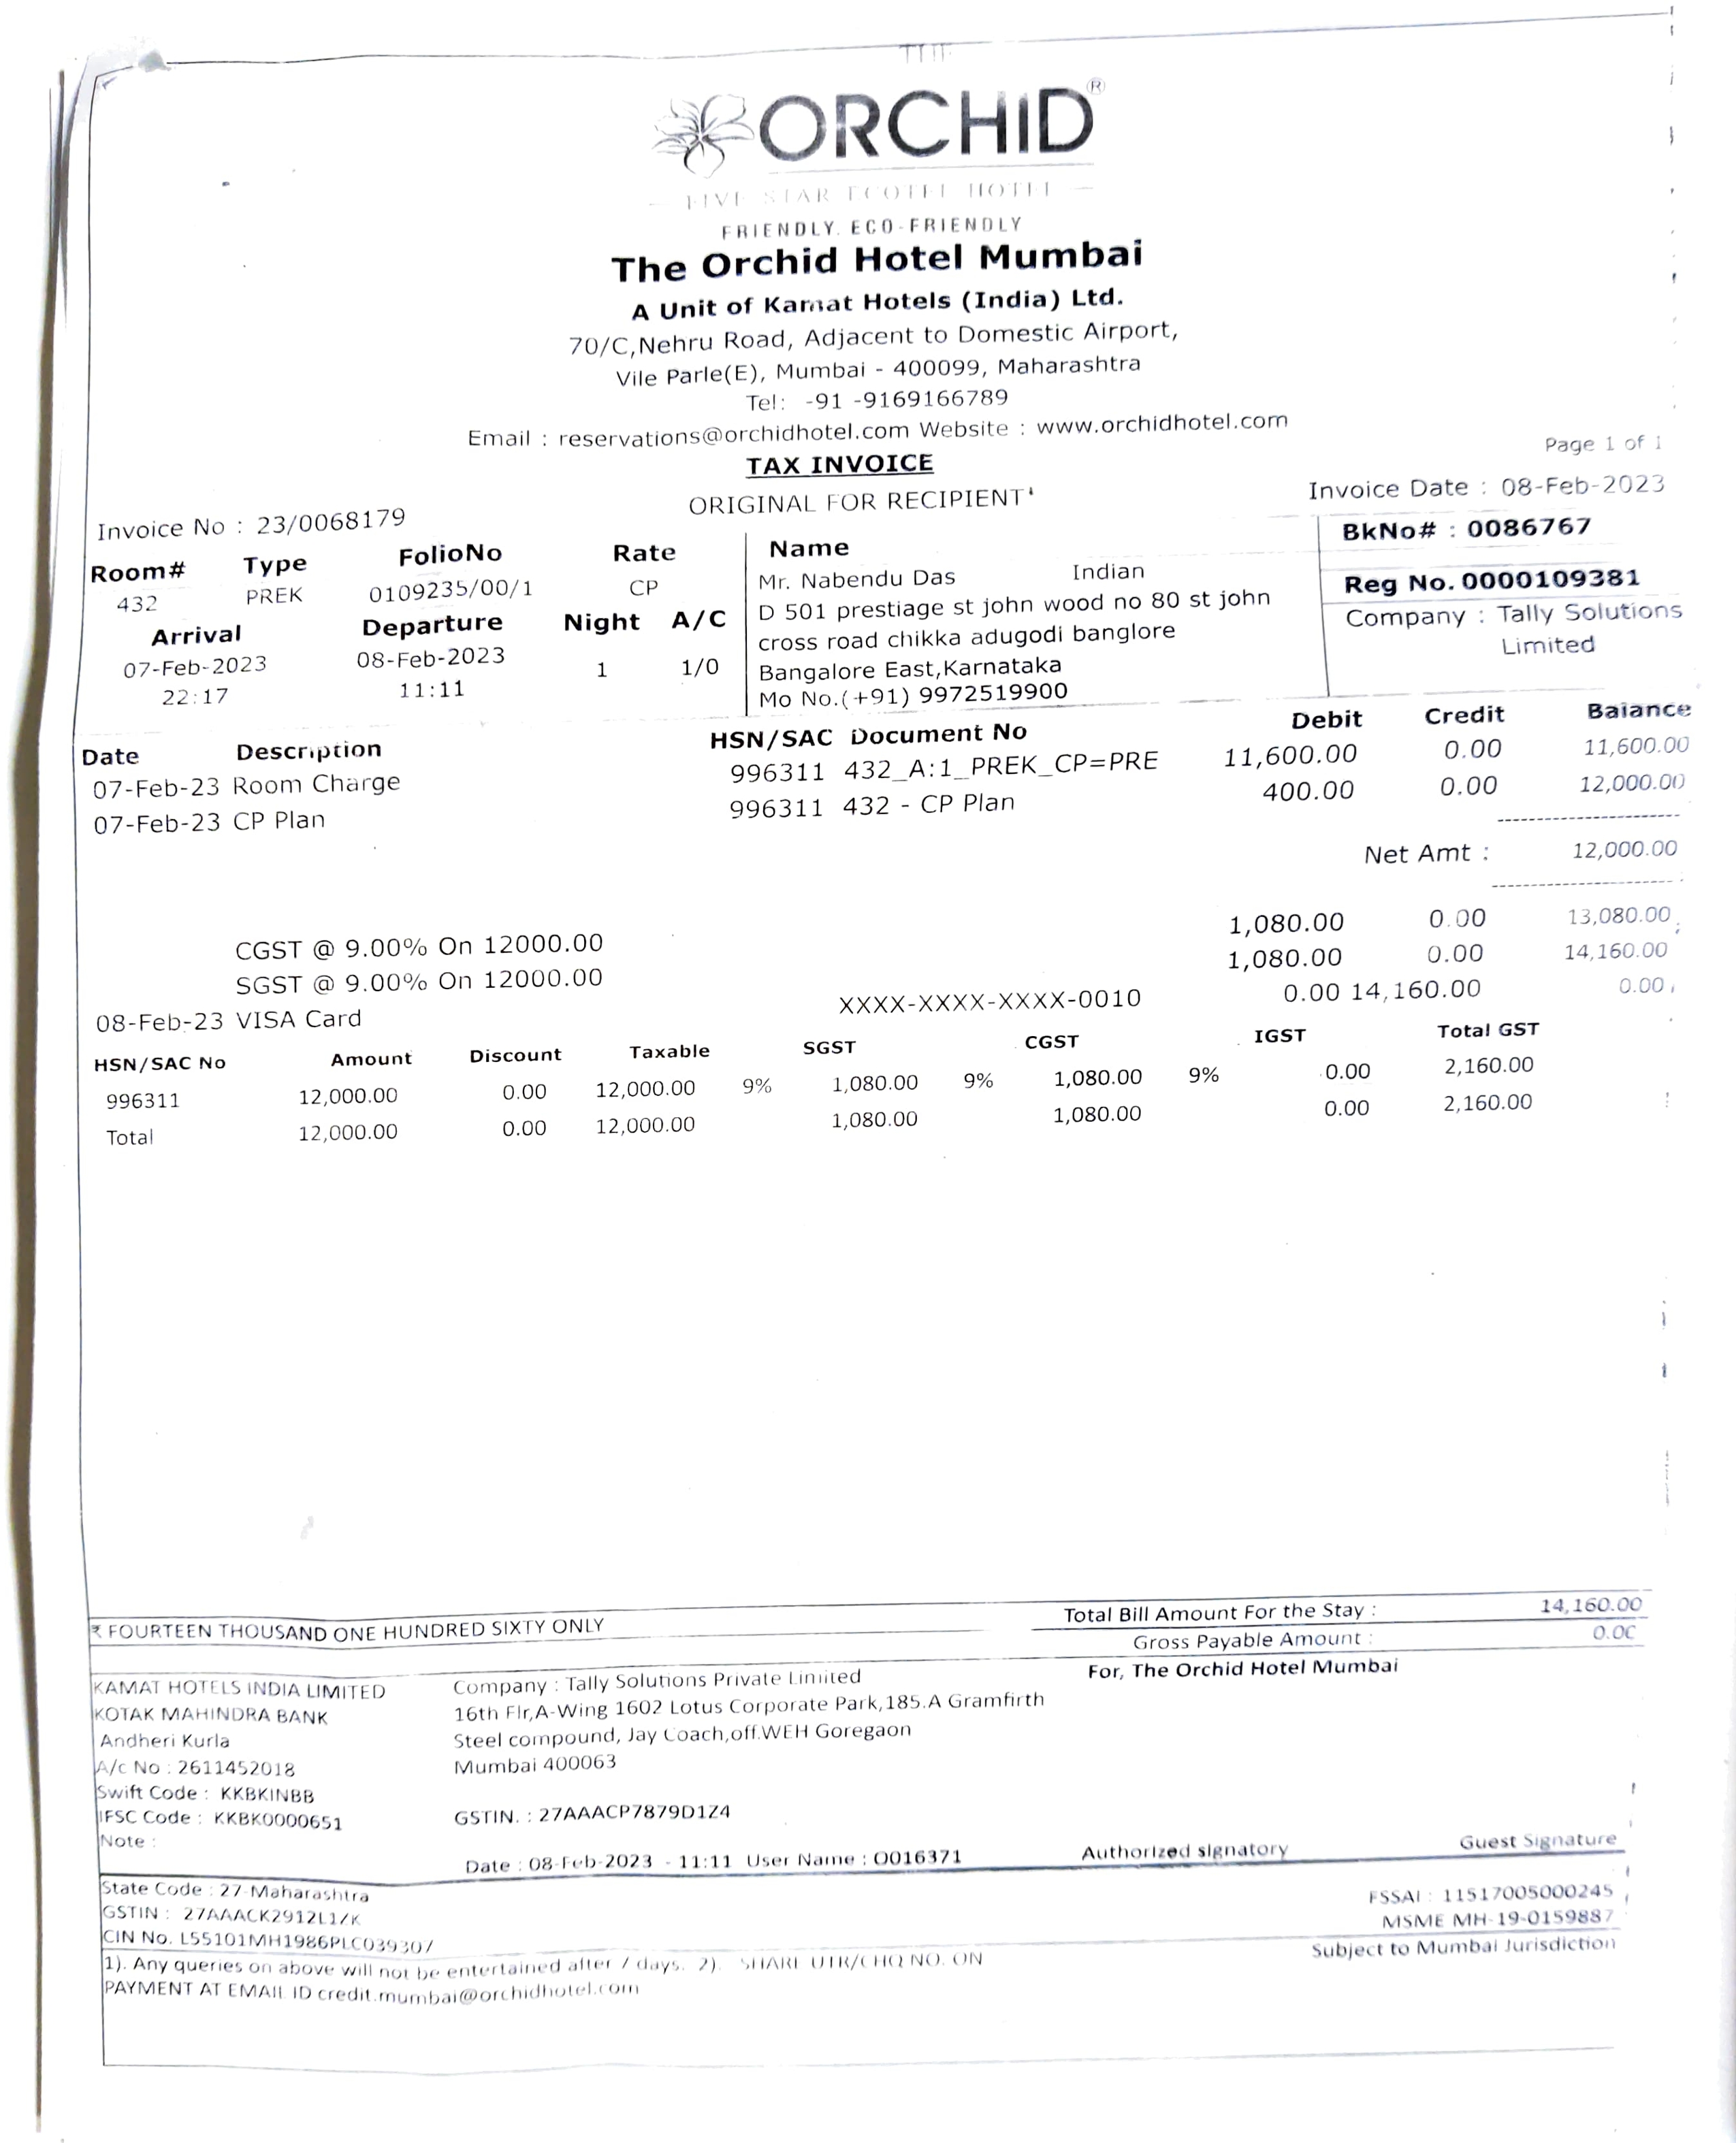 THE
ORCHID®
FIVE STAR ECOTEL HOTEL
FRIENDLY. ECO-FRIENDLY
The Orchid Hotel Mumbai
A Unit of Kamat Hotels (India) Ltd.
70/C,Nehru Road, Adjacent to Domestic Airport,
Vile Parle(E), Mumbai - 400099, Maharashtra
Tel: -91 -9169166789
Email : reservations@orchidhotel.com Website : www.orchidhotel.com
Page 1 of 1
TAX INVOICE
ORIGINAL FOR RECIPIENT
Invoice No : 23/0068179
Invoice Date : 08-Feb-2023
Room# Type FolioNo Rate
432 PREK 0109235/00/1 CP
Arrival Departure Night A/C
07-Feb-2023 08-Feb-2023 1 1/0
22:17 11:11
Name
Mr. Nabendu Das Indian
D 501 prestiage st john wood no 80 st john
cross road chikka adugodi banglore
Bangalore East,Karnataka
Mo No.(+91) 9972519900
BkNo# : 0086767
Reg No. 0000109381
Company : Tally Solutions
Limited
Date Description HSN/SAC Document No Debit Credit Balance
07-Feb-23 Room Charge 996311 432_A:1_PREK_CP=PRE 11,600.00 0.00 11,600.00
07-Feb-23 CP Plan 996311 432 - CP Plan 400.00 0.00 12,000.00
Net Amt : 12,000.00
CGST @ 9.00% On 12000.00 1,080.00 0.00 13,080.00
SGST @ 9.00% On 12000.00 1,080.00 0.00 14,160.00
08-Feb-23 VISA Card XXXX-XXXX-XXXX-0010 0.00 14,160.00 0.00
HSN/SAC No Amount Discount Taxable SGST CGST IGST Total GST
996311 12,000.00 0.00 12,000.00 9% 1,080.00 9% 1,080.00 9% 0.00 2,160.00
Total 12,000.00 0.00 12,000.00 1,080.00 1,080.00 0.00 2,160.00
₹ FOURTEEN THOUSAND ONE HUNDRED SIXTY ONLY
Total Bill Amount For the Stay : 14,160.00
Gross Payable Amount : 0.00
KAMAT HOTELS INDIA LIMITED
KOTAK MAHINDRA BANK
Andheri Kurla
A/c No : 2611452018
Swift Code : KKBKINBB
IFSC Code : KKBK0000651
Note :
Company : Tally Solutions Private Limited
16th Flr,A-Wing 1602 Lotus Corporate Park,185.A Gramfirth
Steel compound, Jay Coach,off.WEH Goregaon
Mumbai 400063
GSTIN. : 27AAACP7879D1Z4
Date : 08-Feb-2023 - 11:11 User Name : O016371
For, The Orchid Hotel Mumbai
Authorized signatory
Guest Signature
State Code : 27-Maharashtra
GSTIN : 27AAACK2912L1ZK
CIN No. L55101MH1986PLC039307
FSSAI : 11517005000245
MSME MH-19-0159887
Subject to Mumbai Jurisdiction
1). Any queries on above will not be entertained after 7 days. 2). SHARE UTR/CHQ NO. ON
PAYMENT AT EMAIL ID credit.mumbai@orchidhotel.com